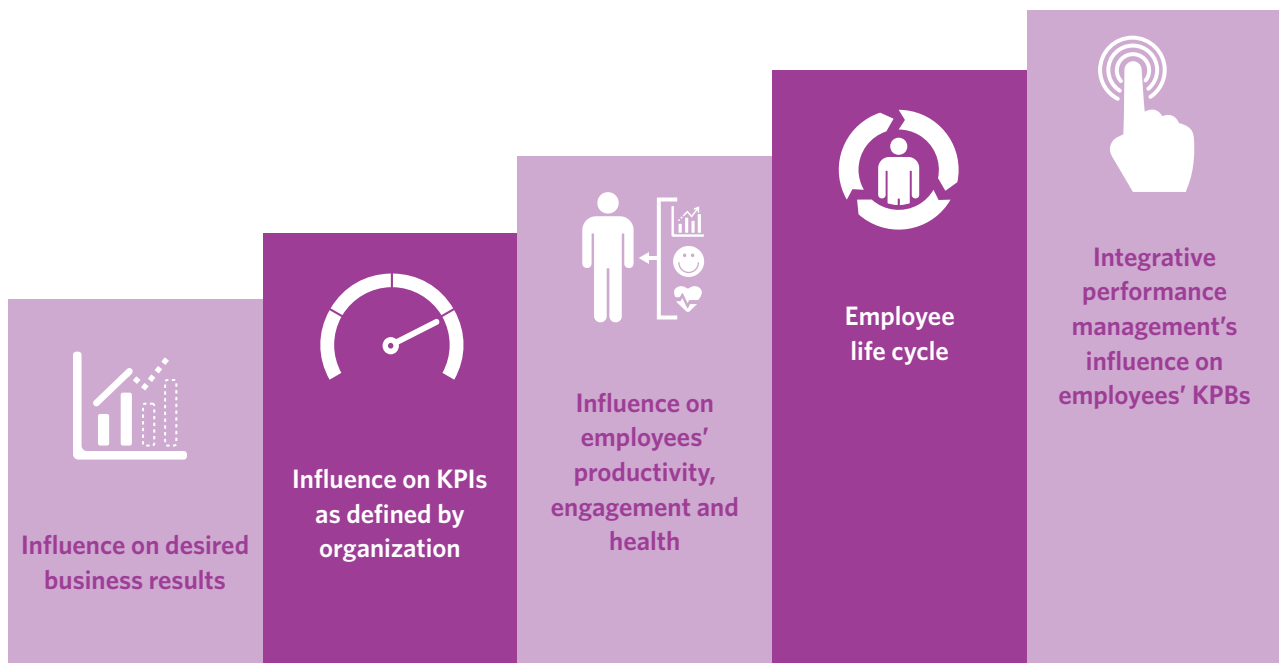 Influence on desired
business results
Influence on KPIs
as defined by
organization
Influence on
employees’
productivity,
engagement and
health
Employee
life cycle
Integrative
performance
management’s
influence on
employees’ KPBs